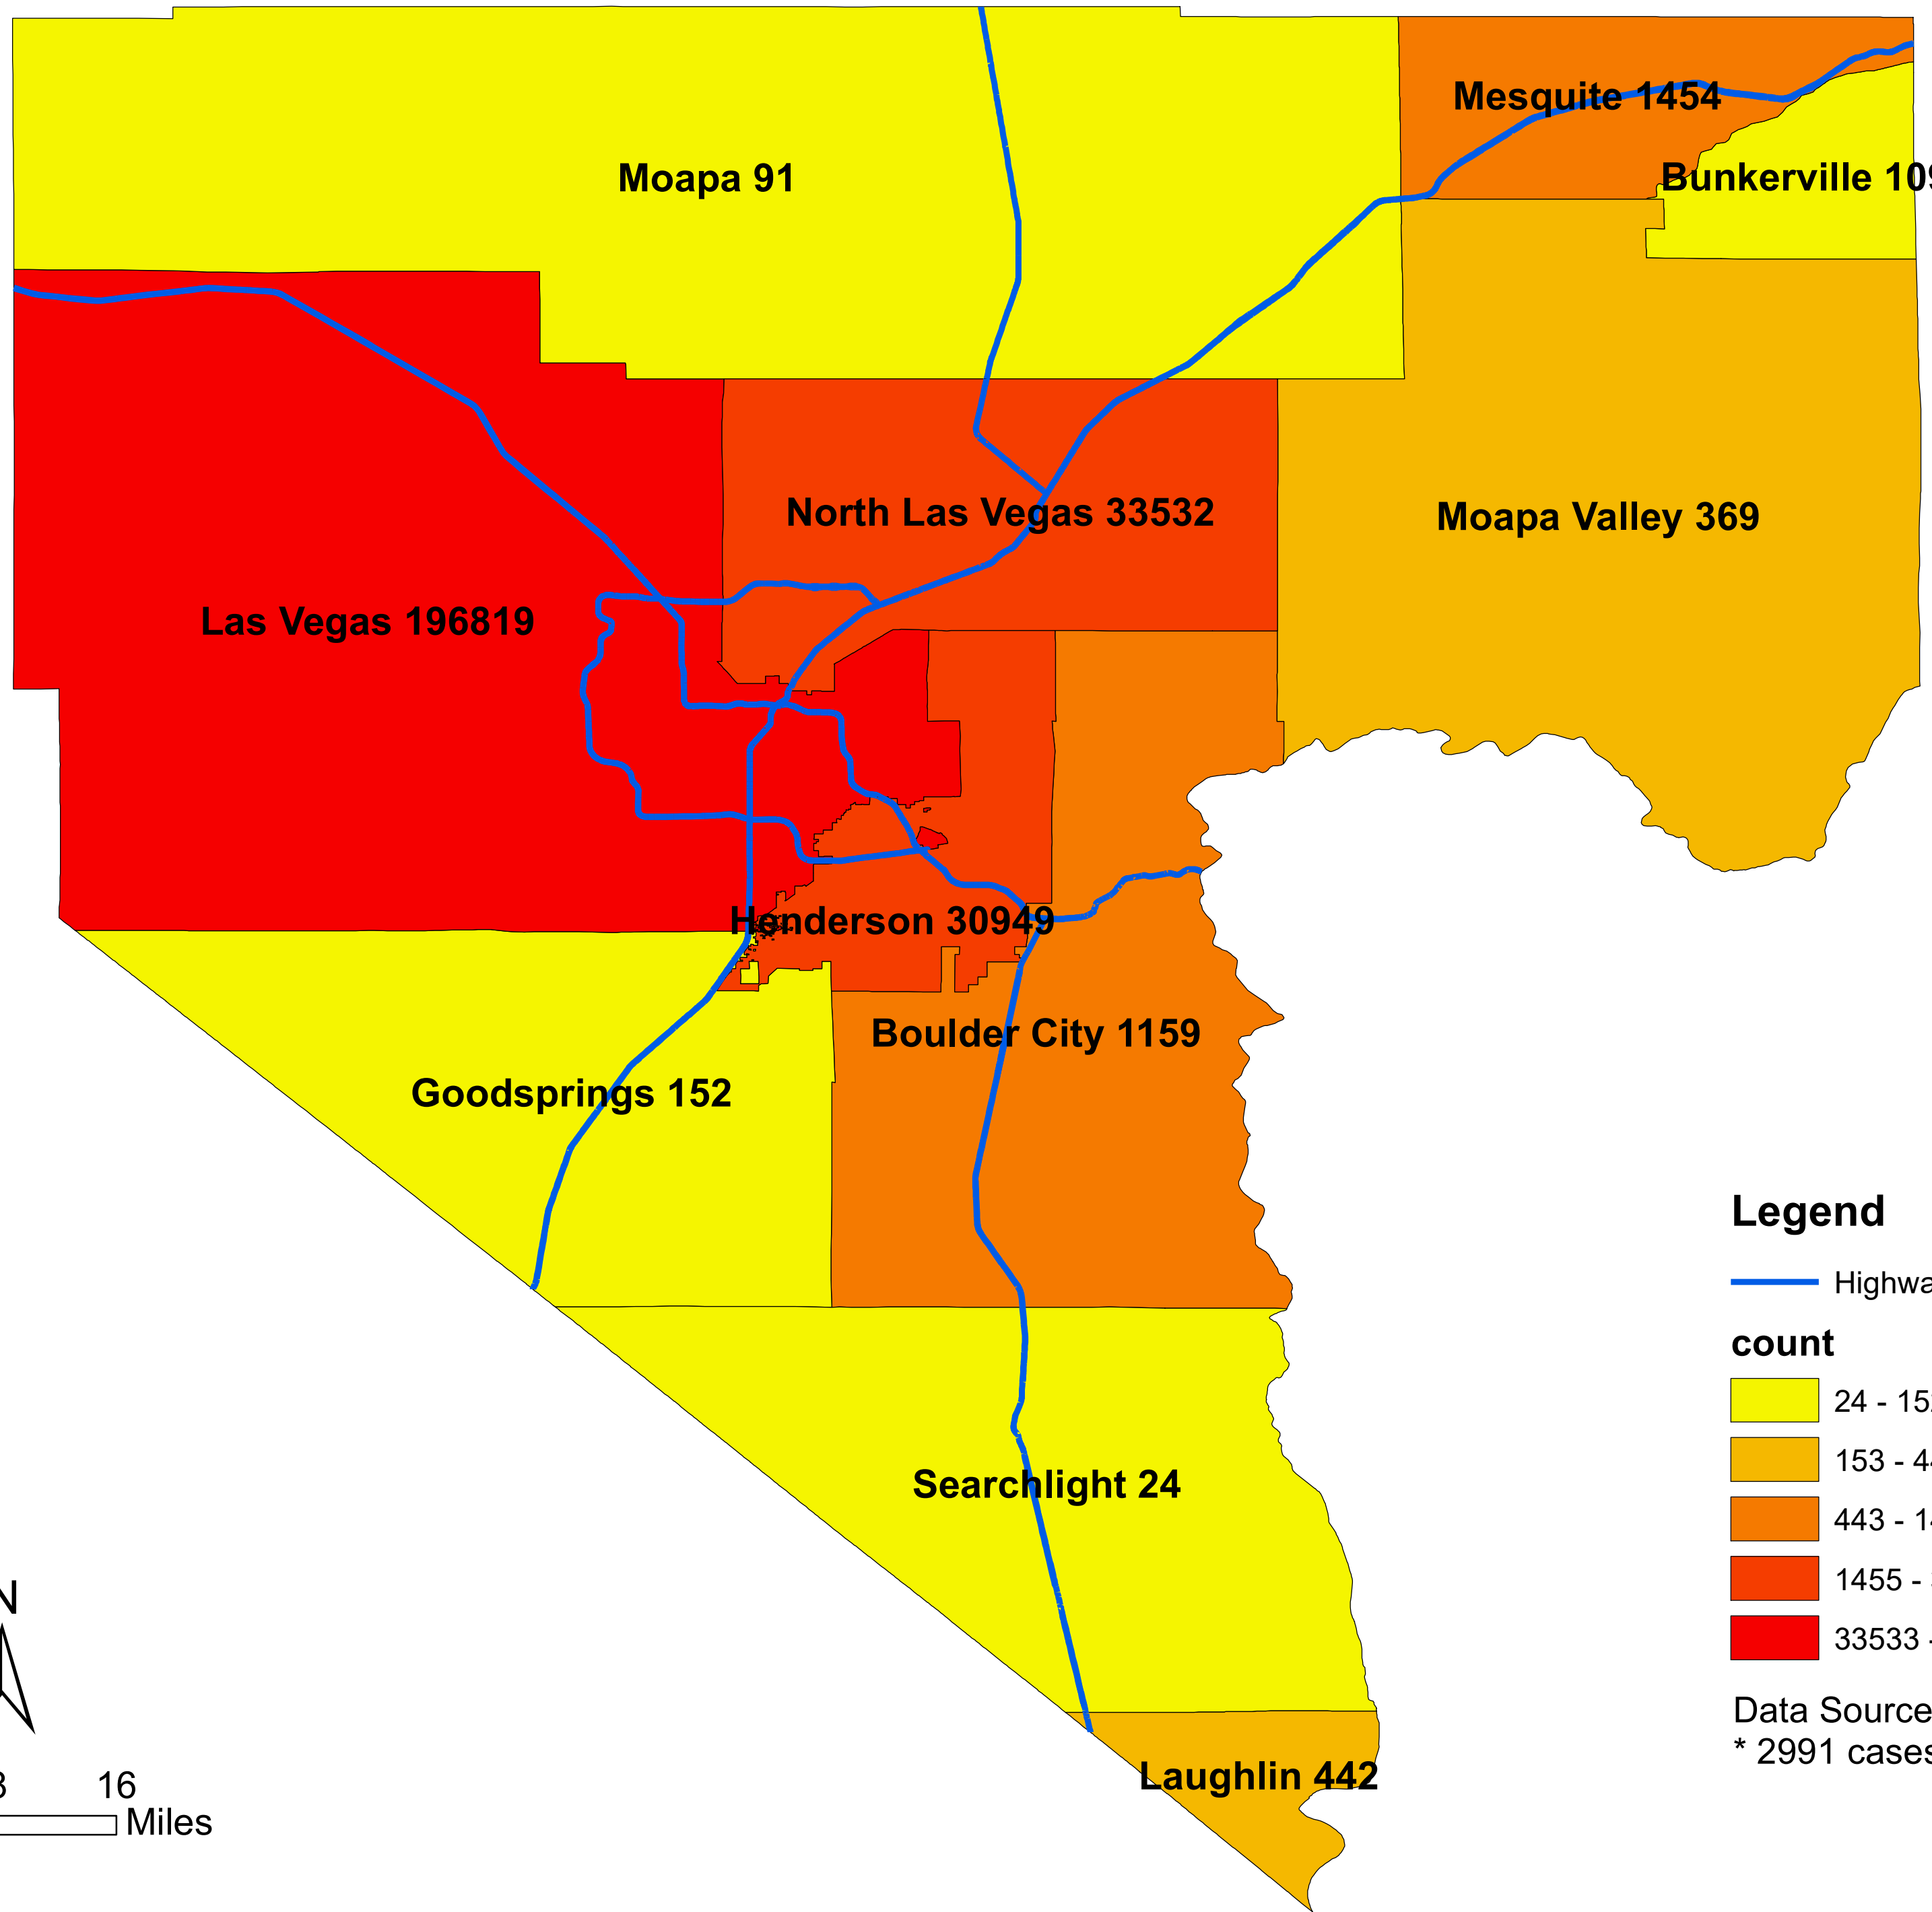 Mesquite 1454
Moapa 91
Bunkerville 109
North Las Vegas 33532
Moapa Valley 369
Las Vegas 196819
Henderson 30949
Boulder City 1159
Goodsprings 152
Searchlight 24
Laughlin 442
Legend
count
24 - 15
153 - 4
443 - 1
1455 -
33533 -
Data Source
* 2991 cases
N
16
Miles